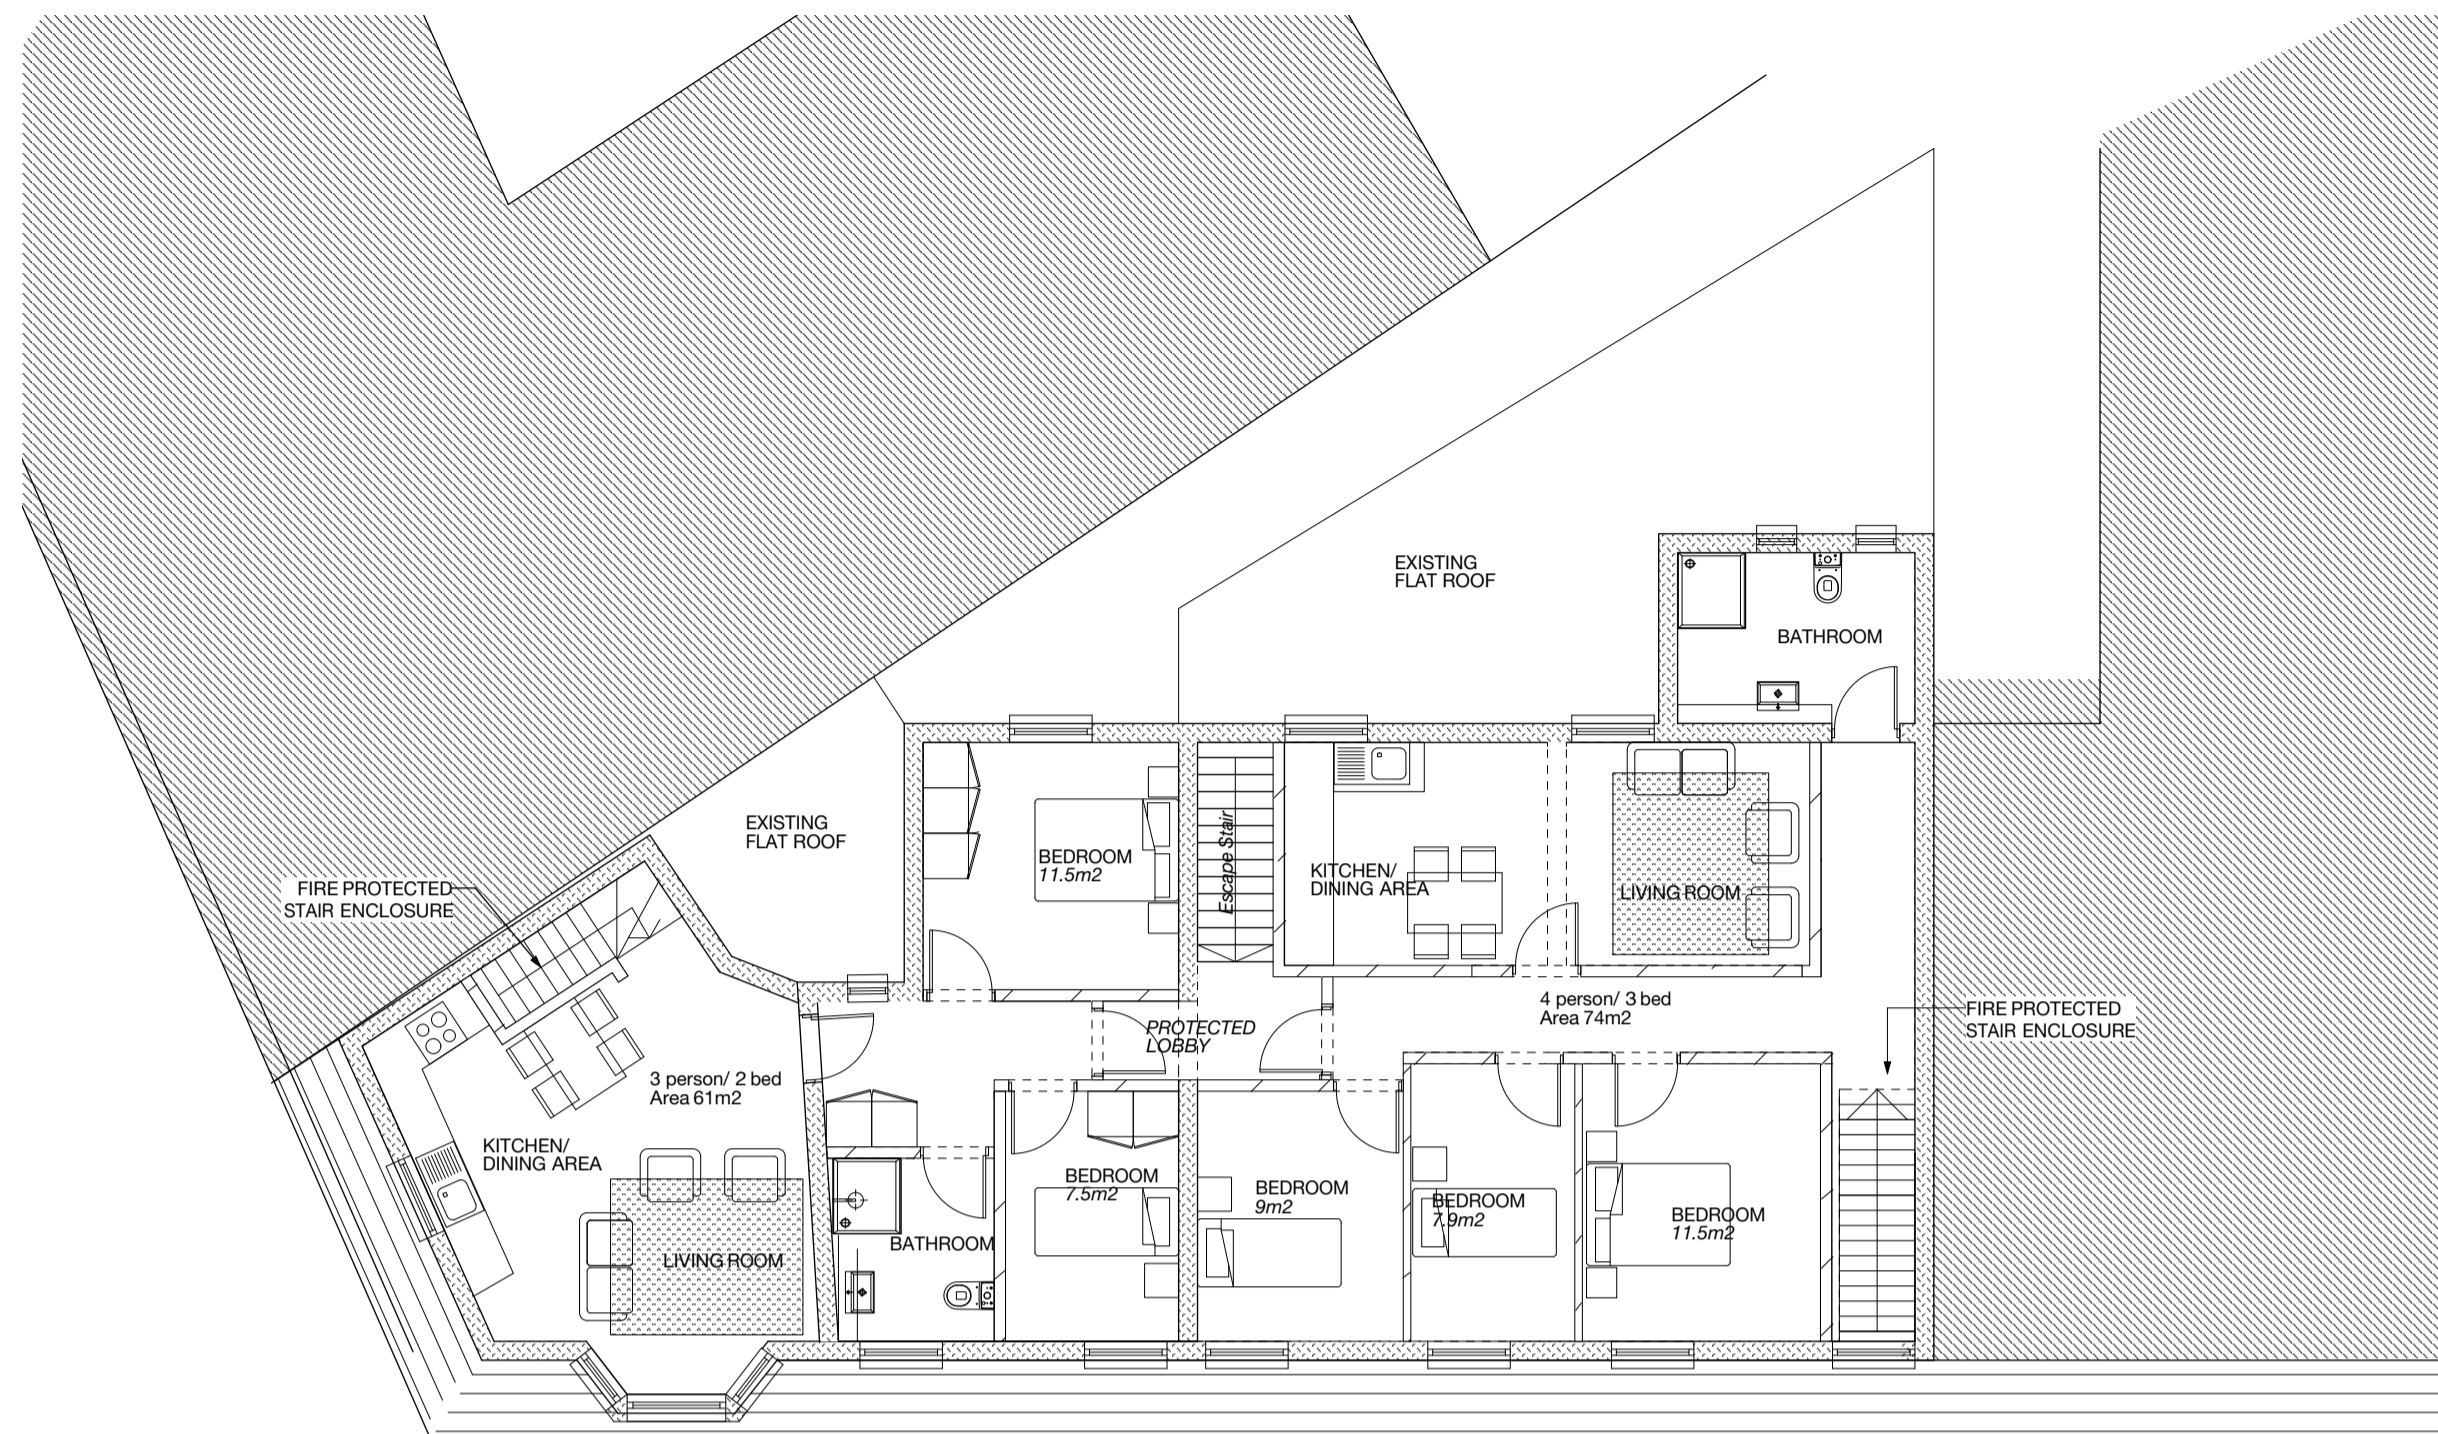 EXISTING
FLAT ROOF
BATHROOM
EXISTING
FLAT ROOF
FIRE PROTECTED
STAIR ENCLOSURE
BEDROOM
11.5m2
Escape Stair
KITCHEN/
DINING AREA
LIVING ROOM
4 person/ 3 bed
Area 74m2
FIRE PROTECTED
STAIR ENCLOSURE
PROTECTED
LOBBY
3 person/ 2 bed
Area 61m2
KITCHEN/
DINING AREA
LIVING ROOM
BATHROOM
BEDROOM
7.5m2
BEDROOM
9m2
BEDROOM
7.9m2
BEDROOM
11.5m2